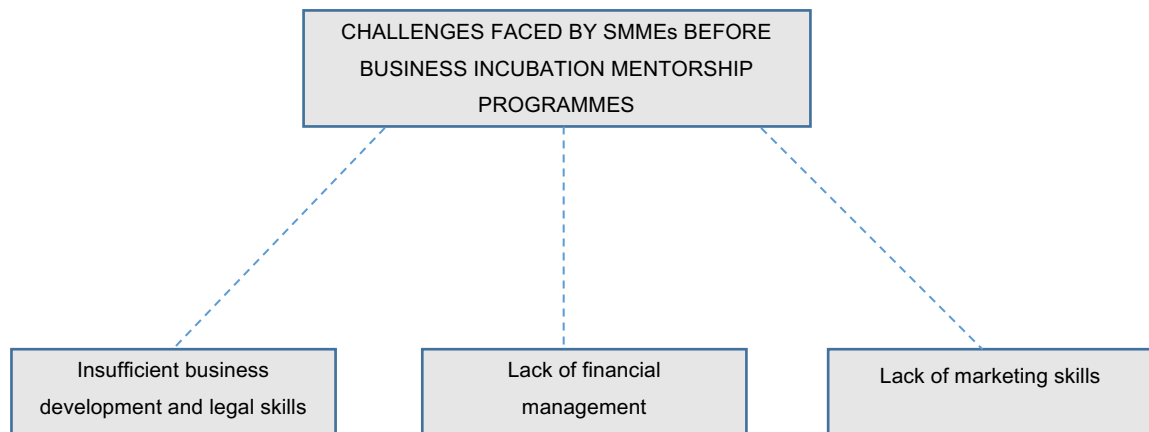 CHALLENGES FACED BY SMMEs BEFORE
BUSINESS INCUBATION MENTORSHIP
PROGRAMMES
Insufficient business
development and legal skills
Lack of financial
management
Lack of marketing skills